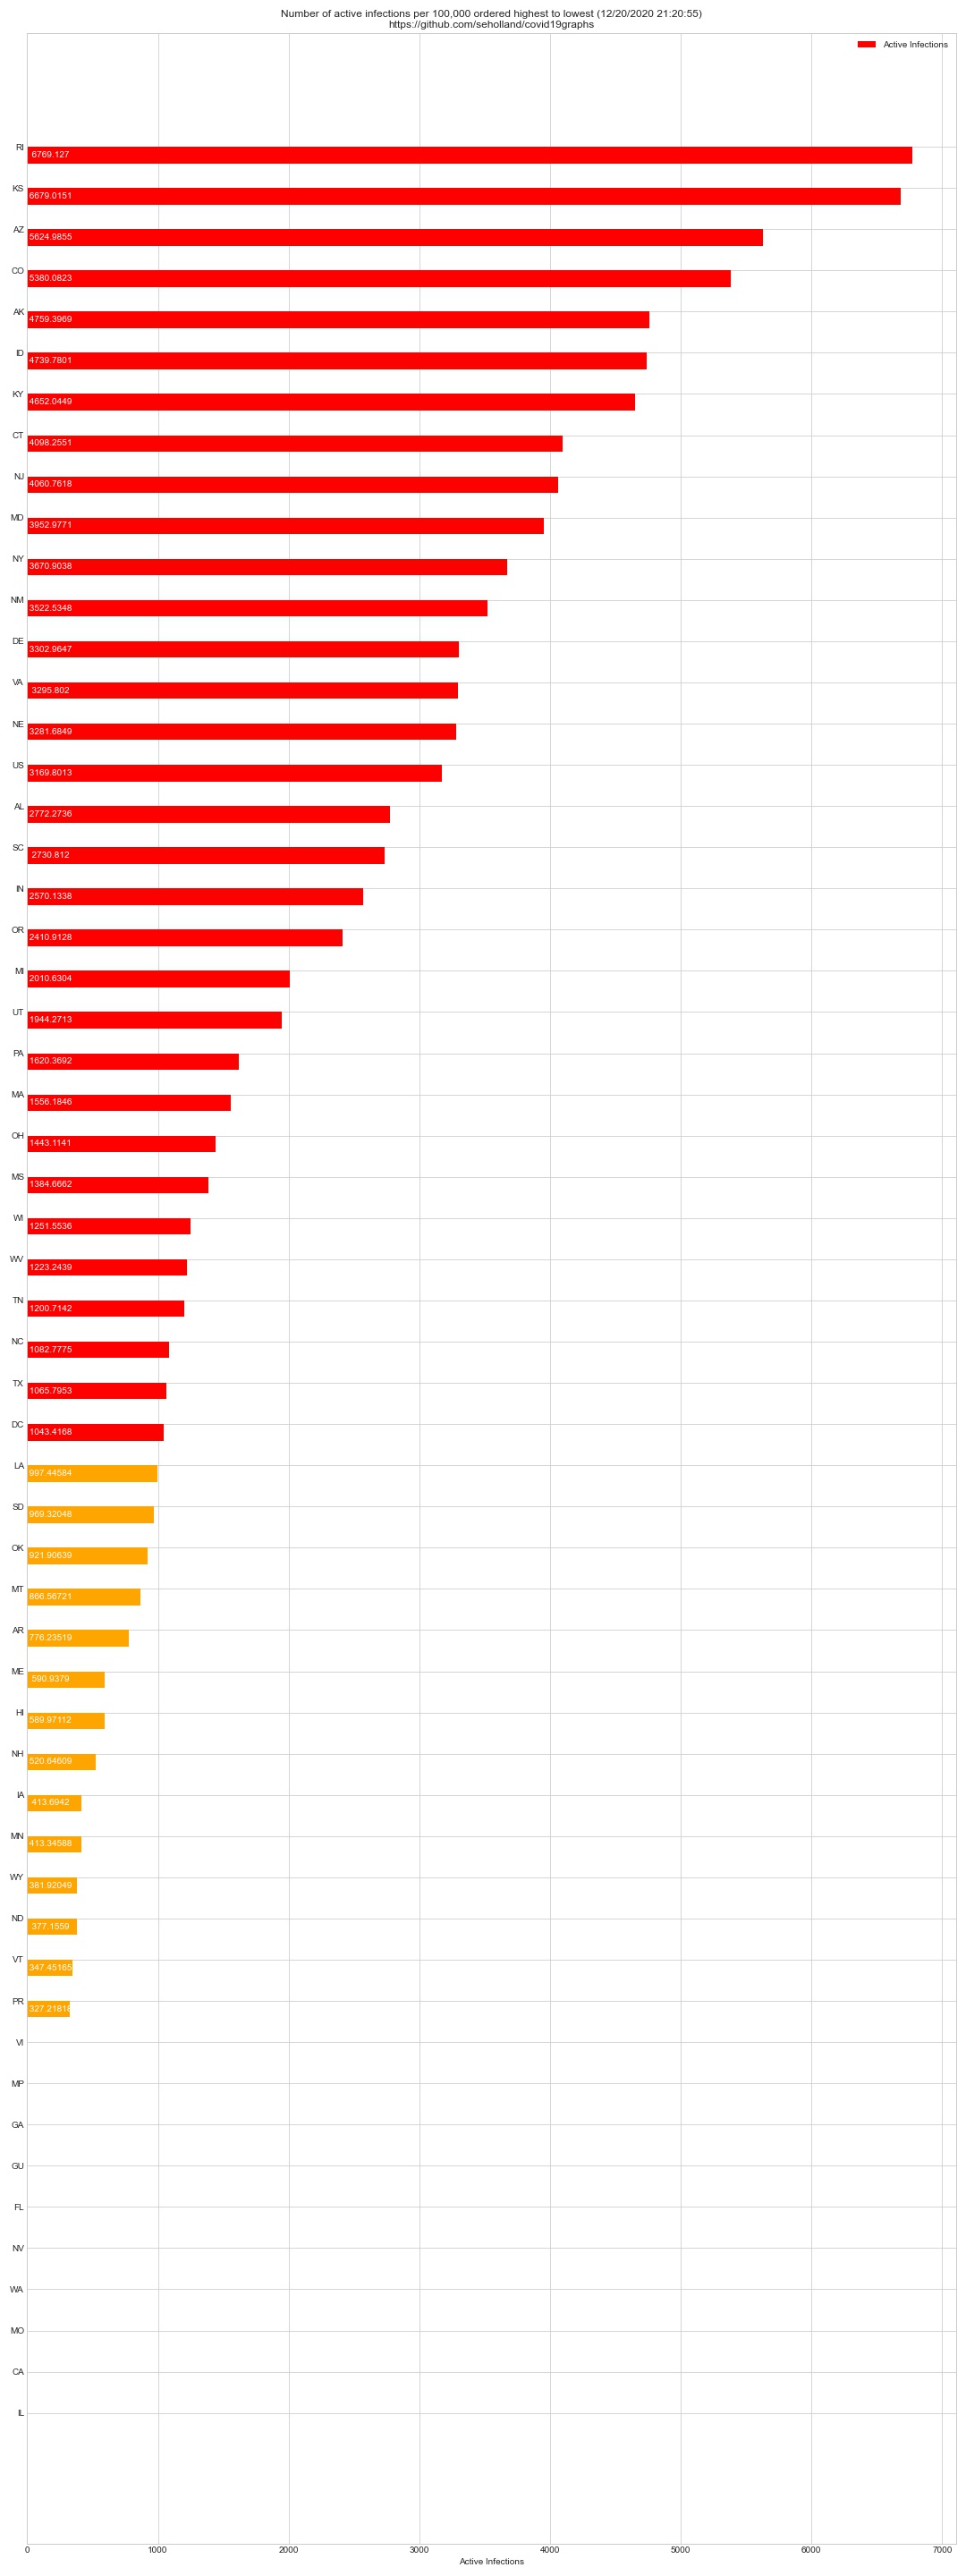 Number of active infections per 100,000 ordered highest to lowest (12/20/2020 21:20:55)
https://github.com/seholland/covid19graphs
Active Infections
RI 6769.127
KS 6679.0151
AZ 5624.9855
CO 5380.0823
AK 4759.3969
ID 4739.7801
KY 4652.0449
CT 4098.2551
NJ 4060.7618
MD 3952.9771
NY 3670.9038
NM 3522.5348
DE 3302.9647
VA 3295.802
NE 3281.6849
US 3169.8013
AL 2772.2736
SC 2730.812
IN 2570.1338
OR 2410.9128
MI 2010.6304
UT 1944.2713
PA 1620.3692
MA 1556.1846
OH 1443.1141
MS 1384.6662
WI 1251.5536
WV 1223.2439
TN 1200.7142
NC 1082.7775
TX 1065.7953
DC 1043.4168
LA 997.44584
SD 969.32048
OK 921.90639
MT 866.56721
AR 776.23519
ME 590.9379
HI 589.97112
NH 520.64609
IA 413.6942
MN 413.34588
WY 381.92049
ND 377.1559
VT 347.45165
PR 327.21818
VI
MP
GA
GU
FL
NV
WA
MO
CA
IL
0 1000 2000 3000 4000 5000 6000 7000
Active Infections